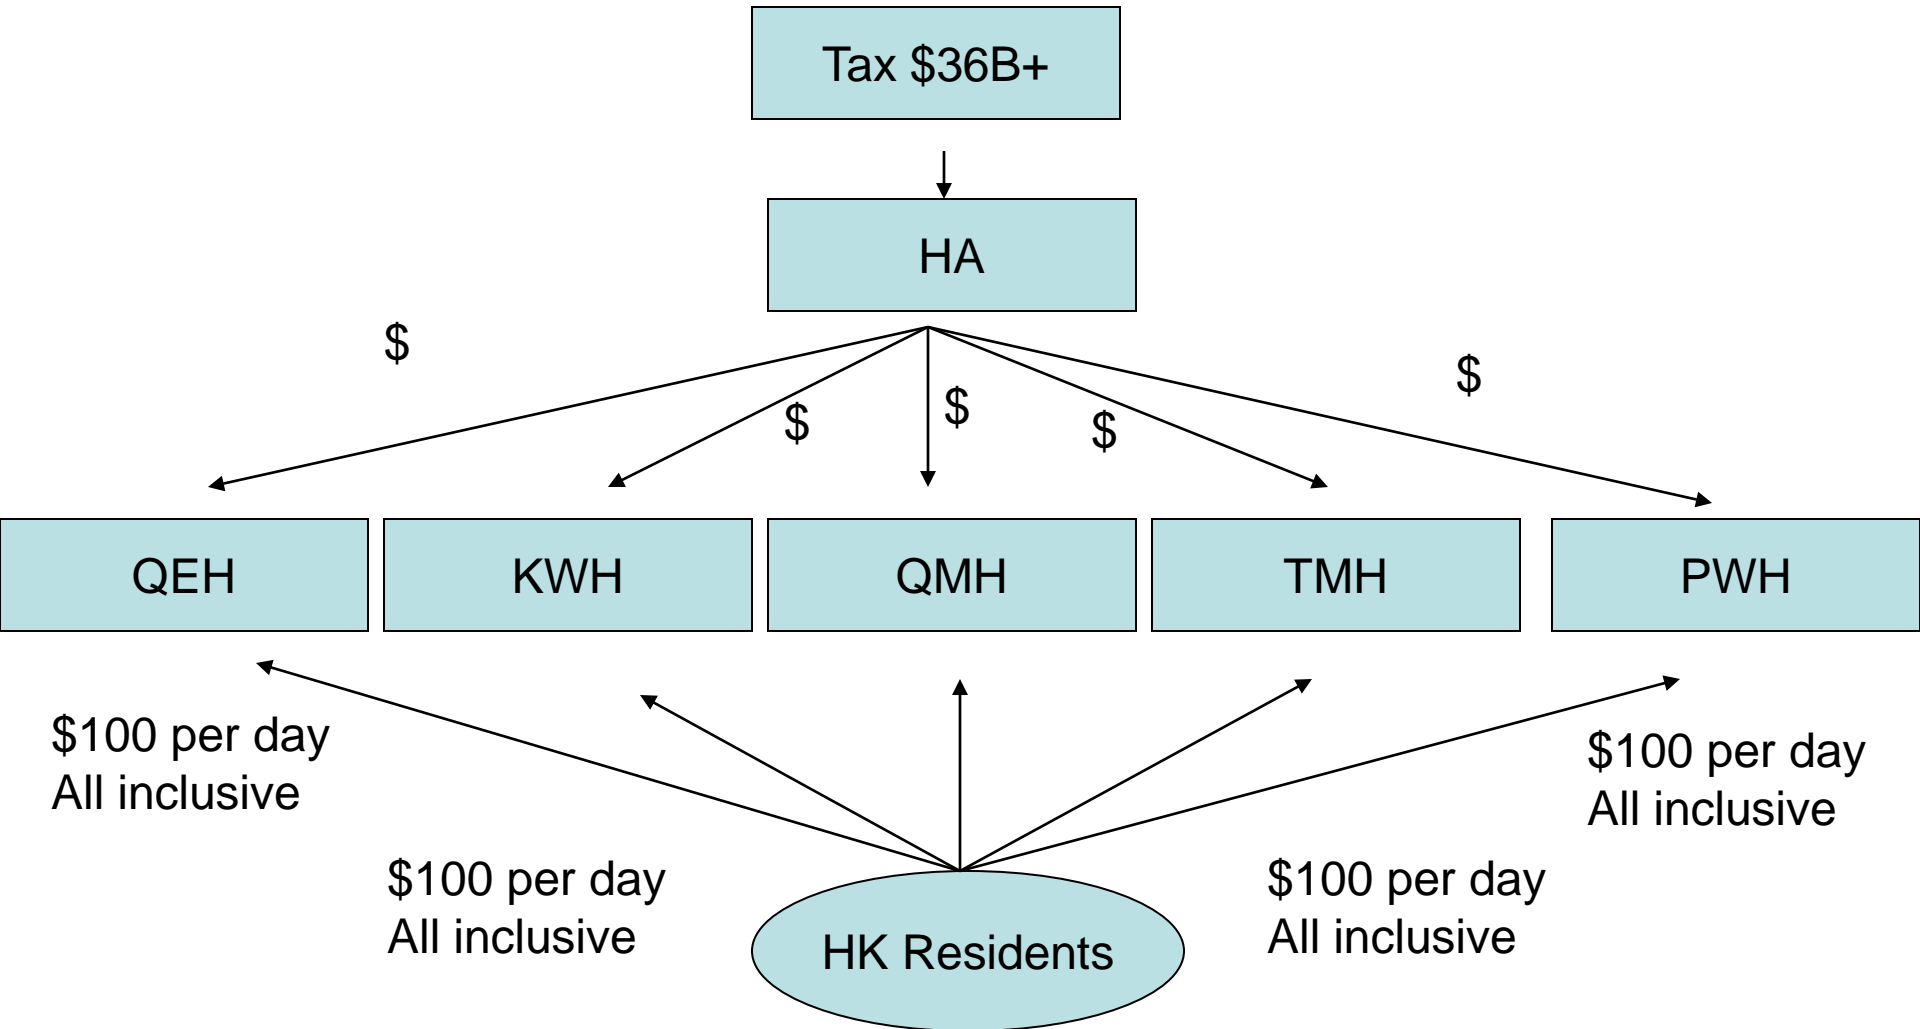 Tax $36B+
HA
$
$
$
$
$
QEH
KWH
QMH
TMH
PWH
$100 per day
All inclusive
$100 per day
All inclusive
$100 per day
All inclusive
$100 per day
All inclusive
HK Residents